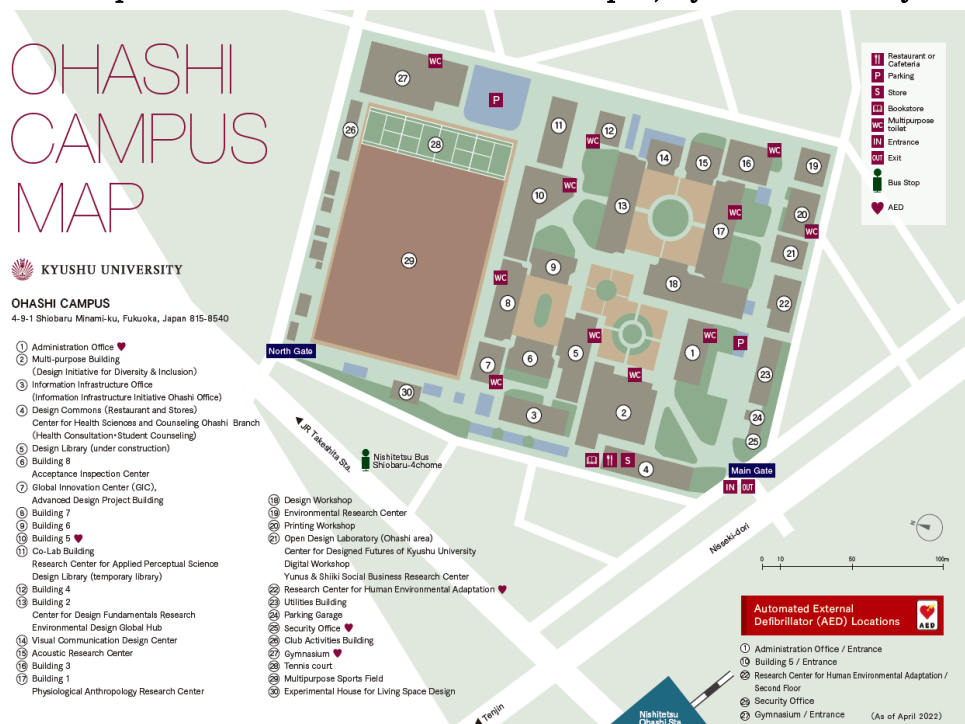 OHASHI
CAMPUS
MAP
KYUSHU UNIVERSITY
OHASHI CAMPUS
4-9-1 Shiobaru Minami-ku, Fukuoka, Japan 815-8540
① Administration Office ♥
② Multi-purpose Building
(Design Initiative for Diversity & Inclusion)
③ Information Infrastructure Office
(Information Infrastructure Initiative Ohashi Office)
④ Design Commons (Restaurant and Stores)
Center for Health Sciences and Counseling Ohashi Branch
(Health Consultation・Student Counseling)
⑤ Design Library (under construction)
⑥ Building 8
Acceptance Inspection Center
⑦ Global Innovation Center (GIC),
Advanced Design Project Building
⑧ Building 7
⑨ Building 6
⑩ Building 5 ♥
⑪ Co-Lab Building
Research Center for Applied Perceptual Science
Design Library (temporary library)
⑫ Building 4
⑬ Building 2
Center for Design Fundamentals Research
Environmental Design Global Hub
⑭ Visual Communication Design Center
⑮ Acoustic Research Center
⑯ Building 3
⑰ Building 1
Physiological Anthropology Research Center
⑱ Design Workshop
⑲ Environmental Research Center
⑳ Printing Workshop
㉑ Open Design Laboratory (Ohashi area)
Center for Designed Futures of Kyushu University
Digital Workshop
Yunus & Shiiki Social Business Research Center
㉒ Research Center for Human Environmental Adaptation ♥
㉓ Utilities Building
㉔ Parking Garage
㉕ Security Office ♥
㉖ Club Activities Building
㉗ Gymnasium ♥
㉘ Tennis court
㉙ Multipurpose Sports Field
㉚ Experimental House for Living Space Design
North Gate
JR Takeshita Sta.
Nishitetsu Bus
Shiobaru-4chome
Main Gate
IN OUT
Nisseki-dori
Tenjin
Nishitetsu
Ohashi Sta.
N
0 10 50 100m
Restaurant or
Cafeteria
P Parking
S Store
Bookstore
WC Multipurpose
toilet
IN Entrance
OUT Exit
Bus Stop
AED
Automated External
Defibrillator (AED) Locations
AED
① Administration Office / Entrance
⑩ Building 5 / Entrance
㉒ Research Center for Human Environmental Adaptation /
Second Floor
㉕ Security Office
㉗ Gymnasium / Entrance (As of April 2022)